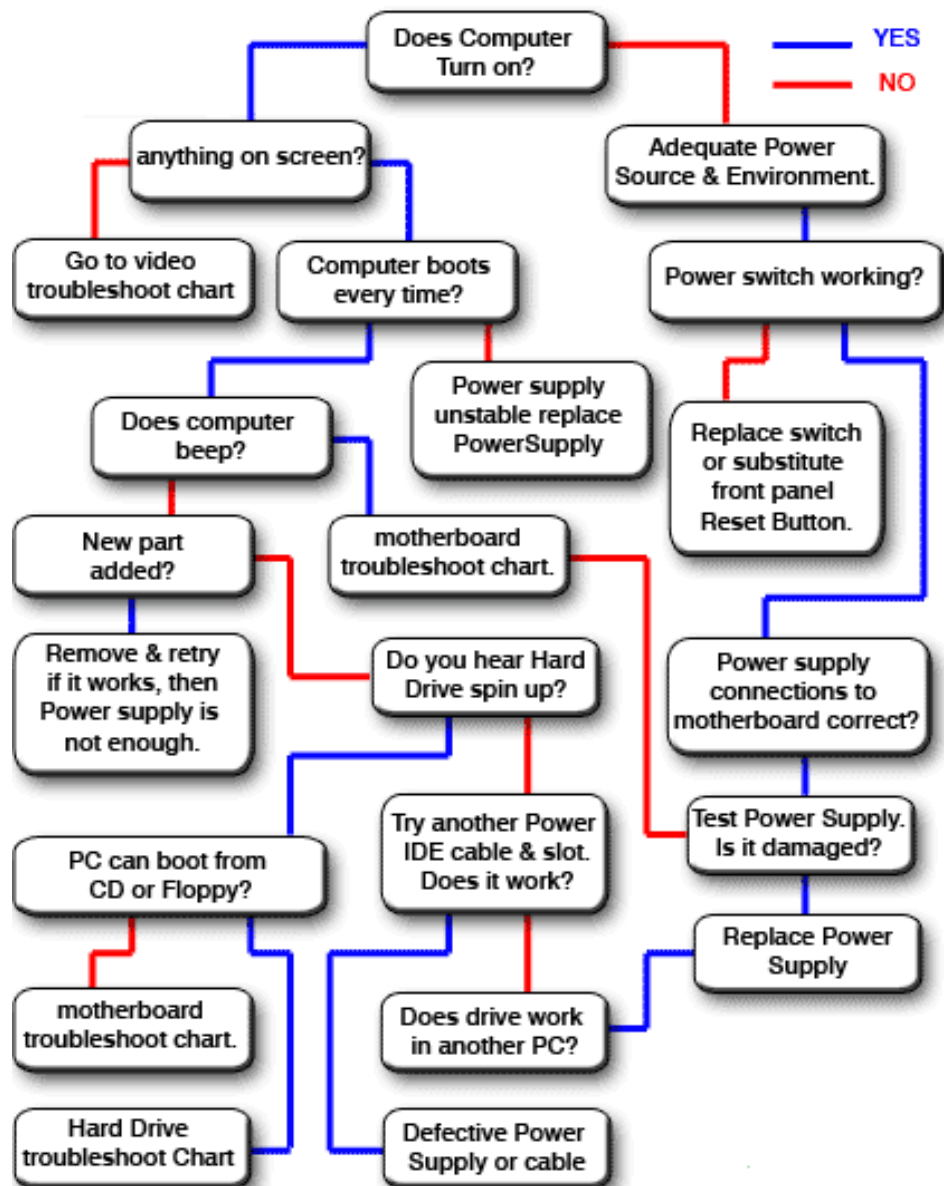 Does Computer
Turn on?
YES
NO
anything on screen?
Adequate Power
Source & Environment.
Go to video
troubleshoot chart
Computer boots
every time?
Power switch working?
Does computer
beep?
Power supply
unstable replace
PowerSupply
Replace switch
or substitute
front panel
Reset Button.
New part
added?
motherboard
troubleshoot chart.
Remove & retry
if it works, then
Power supply is
not enough.
Do you hear Hard
Drive spin up?
Power supply
connections to
motherboard correct?
PC can boot from
CD or Floppy?
Try another Power
IDE cable & slot.
Does it work?
Test Power Supply.
Is it damaged?
Replace Power
Supply
motherboard
troubleshoot chart.
Does drive work
in another PC?
Hard Drive
troubleshoot Chart
Defective Power
Supply or cable